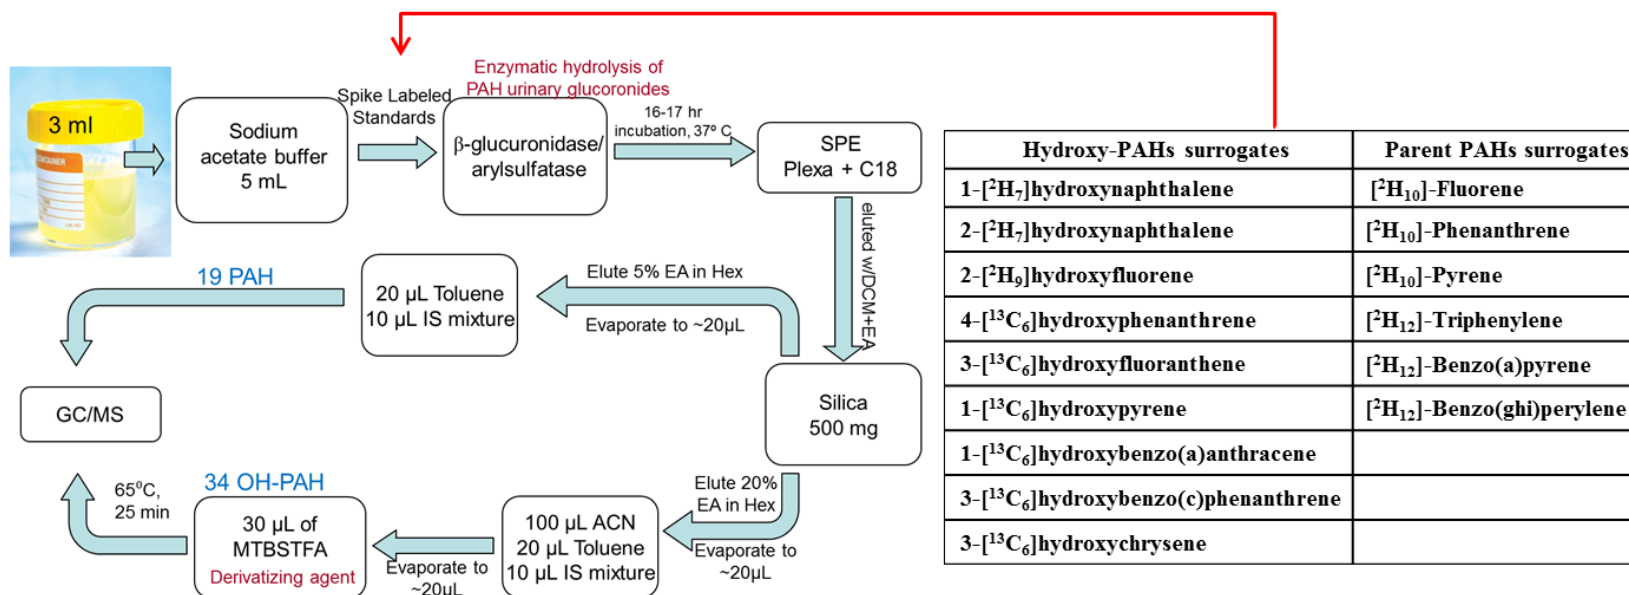 3 ml
CONTAINER
Sodium
acetate buffer
5 mL
Spike Labeled
Standards
Enzymatic hydrolysis of
PAH urinary glucoronides
β-glucuronidase/
arylsulfatase
16-17 hr
incubation, 37⁰ C
SPE
Plexa + C18
eluted w/DCM+EA
Silica
500 mg
Elute 5% EA in Hex
Evaporate to ~20µL
20 µL Toluene
10 µL IS mixture
19 PAH
GC/MS
Elute 20%
EA in Hex
Evaporate to
~20µL
100 µL ACN
20 µL Toluene
10 µL IS mixture
Evaporate to
~20µL
34 OH-PAH
30 µL of
MTBSTFA
Derivatizing agent
65⁰C,
25 min
Hydroxy-PAHs surrogates Parent PAHs surrogates
1-[²H₇]hydroxynaphthalene [²H₁₀]-Fluorene
2-[²H₇]hydroxynaphthalene [²H₁₀]-Phenanthrene
2-[²H₉]hydroxyfluorene [²H₁₀]-Pyrene
4-[¹³C₆]hydroxyphenanthrene [²H₁₂]-Triphenylene
3-[¹³C₆]hydroxyfluoranthene [²H₁₂]-Benzo(a)pyrene
1-[¹³C₆]hydroxypyrene [²H₁₂]-Benzo(ghi)perylene
1-[¹³C₆]hydroxybenzo(a)anthracene
3-[¹³C₆]hydroxybenzo(c)phenanthrene
3-[¹³C₆]hydroxychrysene